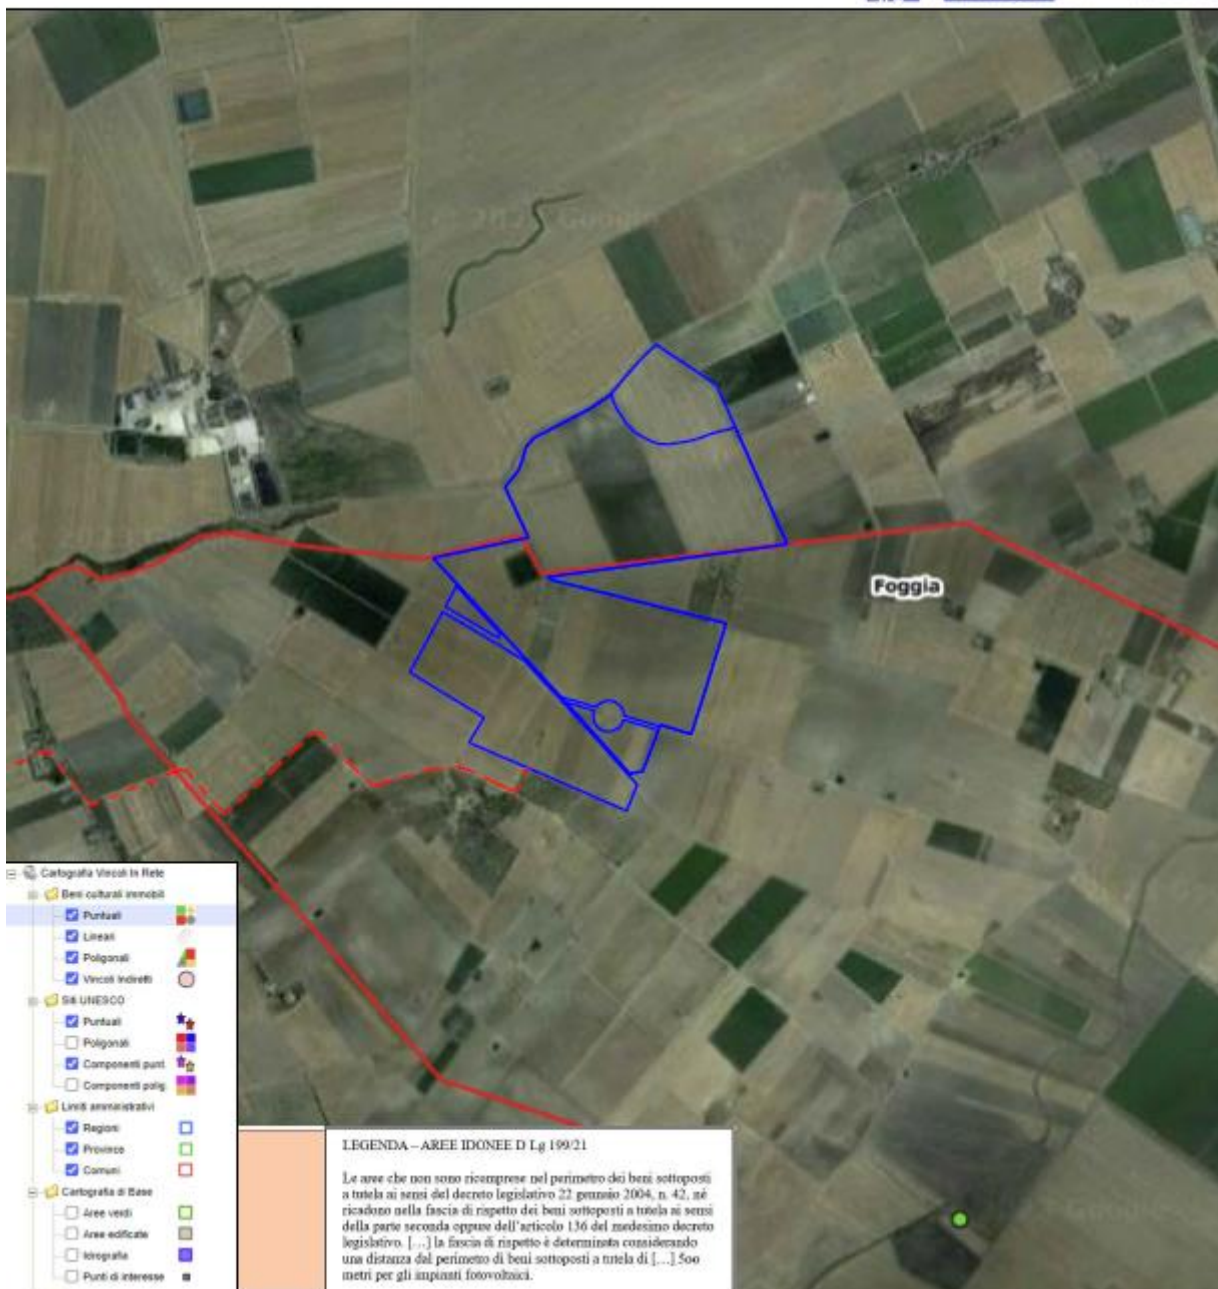 Foggia
Cartografia Vincoli In Rete
Beni culturali immobili
Puntuali
Lineari
Poligonali
Vincoli Indiretti
Siti UNESCO
Puntuali
Poligonali
Componenti punt
Componenti polig
Limiti amministrativi
Regioni
Province
Comuni
Cartografia di Base
Aree verdi
Aree edificate
Idrografia
Punti di interesse
LEGENDA – AREE IDONEE D Lg 199/21
Le aree che non sono ricomprese nel perimetro dei beni sottoposti
a tutela ai sensi del decreto legislativo 22 gennaio 2004, n. 42, né
ricadono nella fascia di rispetto dei beni sottoposti a tutela ai sensi
della parte seconda oppure dell'articolo 136 del medesimo decreto
legislativo. […] la fascia di rispetto è determinata considerando
una distanza dal perimetro di beni sottoposti a tutela di […] 500
metri per gli impianti fotovoltaici.